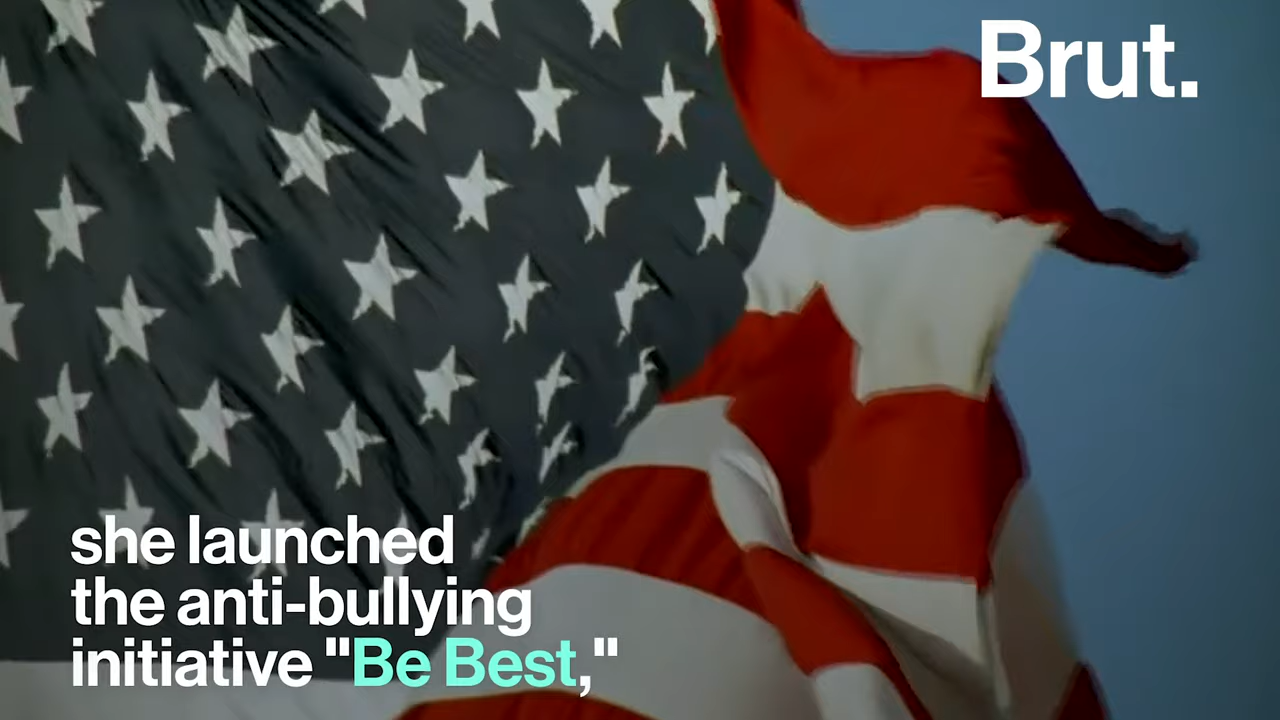 Brut.
she launched
the anti-bullying
initiative "Be Best,"